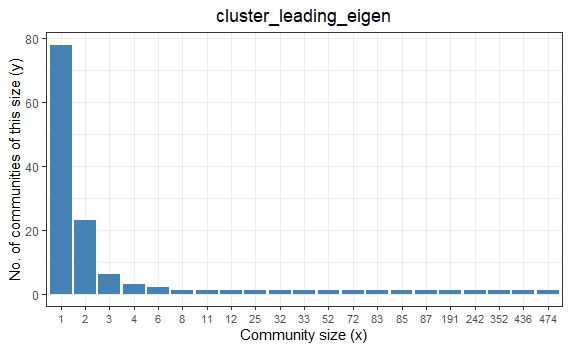 cluster_leading_eigen
No. of communities of this size (y)
80
60
40
20
0
1 2 3 4 6 8 11 12 25 32 33 52 72 83 85 87 191 242 352 436 474
Community size (x)